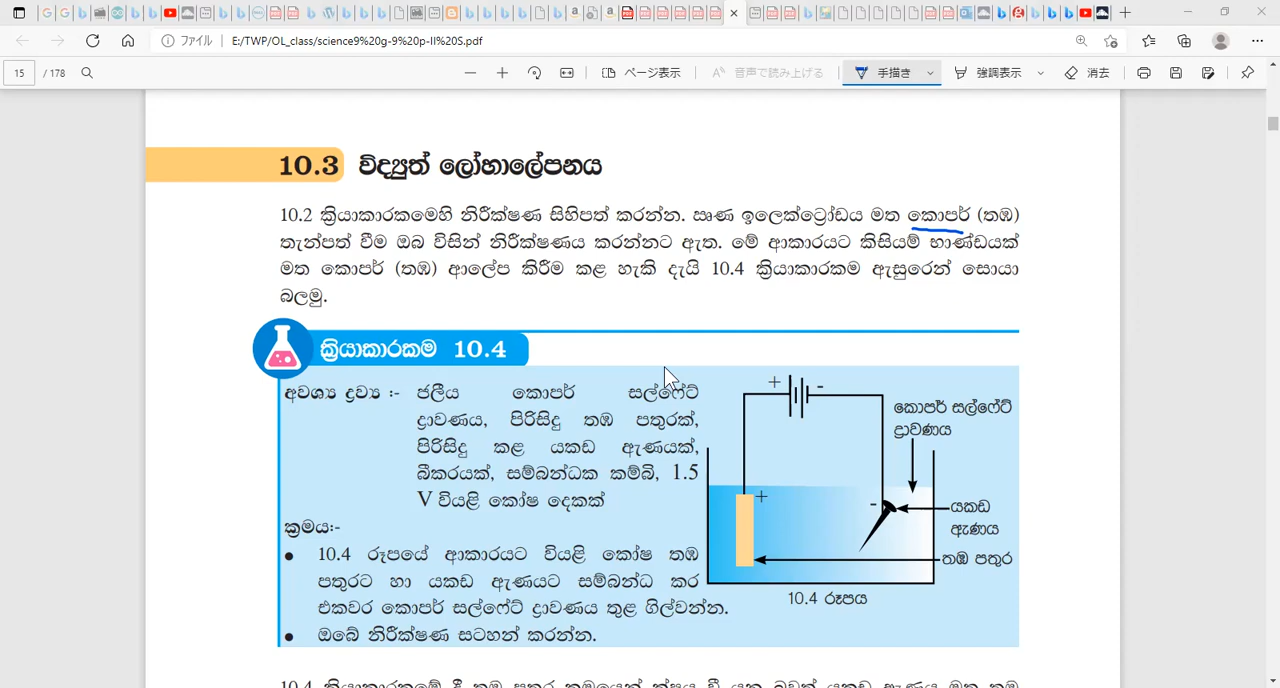 ファイル
E:/TWP/OL_class/science9%20g-9%20p-II%20S.pdf
15 / 178
ページ表示
音声で読み上げる
手描き
強調表示
消去
10.3 විද්‍යුත් ලෝහාලේපනය
10.2 ක්‍රියාකාරකමෙහි නිරීක්ෂණ සිහිපත් කරන්න. ඍණ ඉලෙක්ට්‍රෝඩය මත කොපර් (තඹ)
තැන්පත් වීම ඔබ විසින් නිරීක්ෂණය කරන්නට ඇත. මේ ආකාරයට කිසියම් භාණ්ඩයක්
මත කොපර් (තඹ) ආලේප කිරීම කළ හැකි දැයි 10.4 ක්‍රියාකාරකම ඇසුරෙන් සොයා
බලමු.
ක්‍රියාකාරකම 10.4
අවශ්‍ය ද්‍රව්‍ය :- ජලීය කොපර් සල්ෆේට්
ද්‍රාවණය, පිරිසිදු තඹ පතුරක්,
පිරිසිදු කළ යකඩ ඇණයක්,
බීකරයක්, සම්බන්ධක කම්බි, 1.5
V වියළි කෝෂ දෙකක්
ක්‍රමය:-
• 10.4 රූපයේ ආකාරයට වියළි කෝෂ තඹ
පතුරට හා යකඩ ඇණයට සම්බන්ධ කර
එකවර කොපර් සල්ෆේට් ද්‍රාවණය තුළ ගිල්වන්න.
• ඔබේ නිරීක්ෂණ සටහන් කරන්න.
+ -
කොපර් සල්ෆේට්
ද්‍රාවණය
+
-
යකඩ
ඇණය
තඹ පතුර
10.4 රූපය